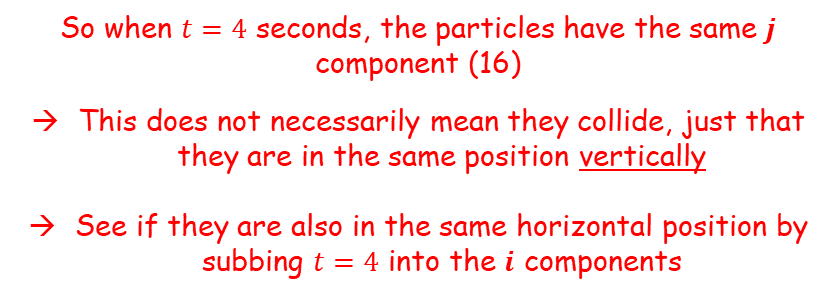 So when t = 4 seconds, the particles have the same j
component (16)
→ This does not necessarily mean they collide, just that
they are in the same position vertically
→ See if they are also in the same horizontal position by
subbing t = 4 into the i components